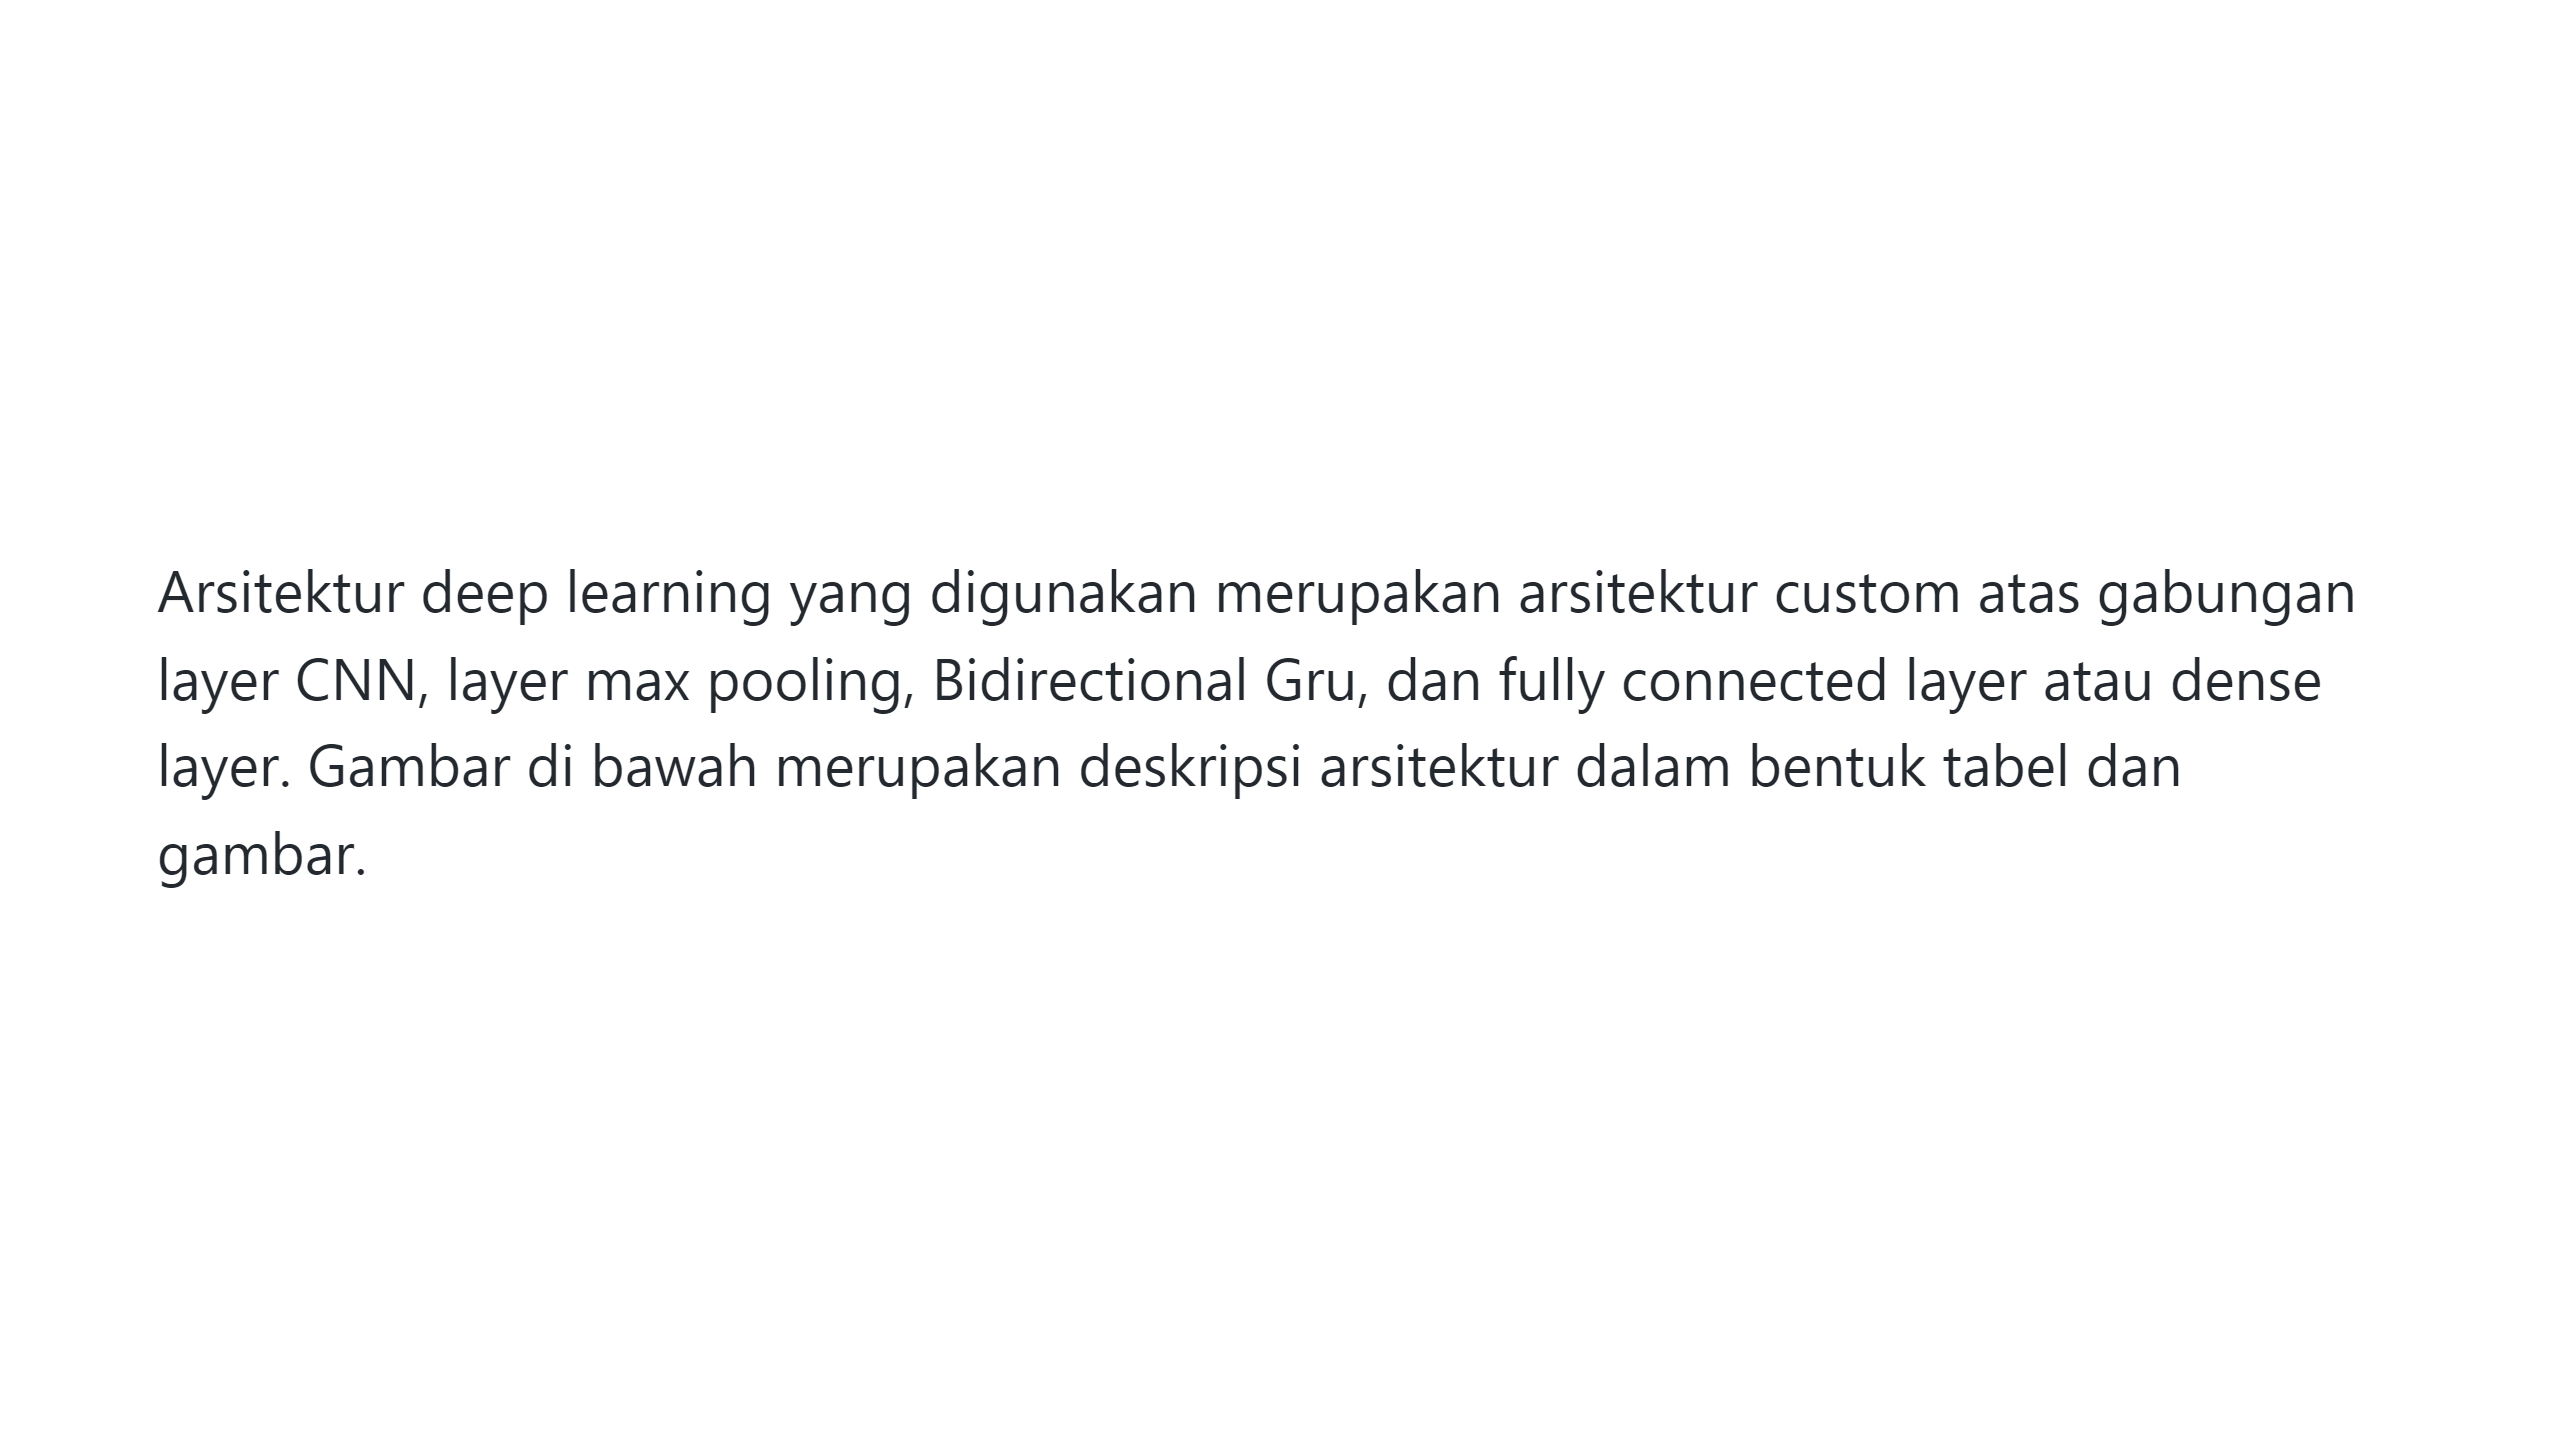 Arsitektur deep learning yang digunakan merupakan arsitektur custom atas gabungan
layer CNN, layer max pooling, Bidirectional Gru, dan fully connected layer atau dense
layer. Gambar di bawah merupakan deskripsi arsitektur dalam bentuk tabel dan
gambar.